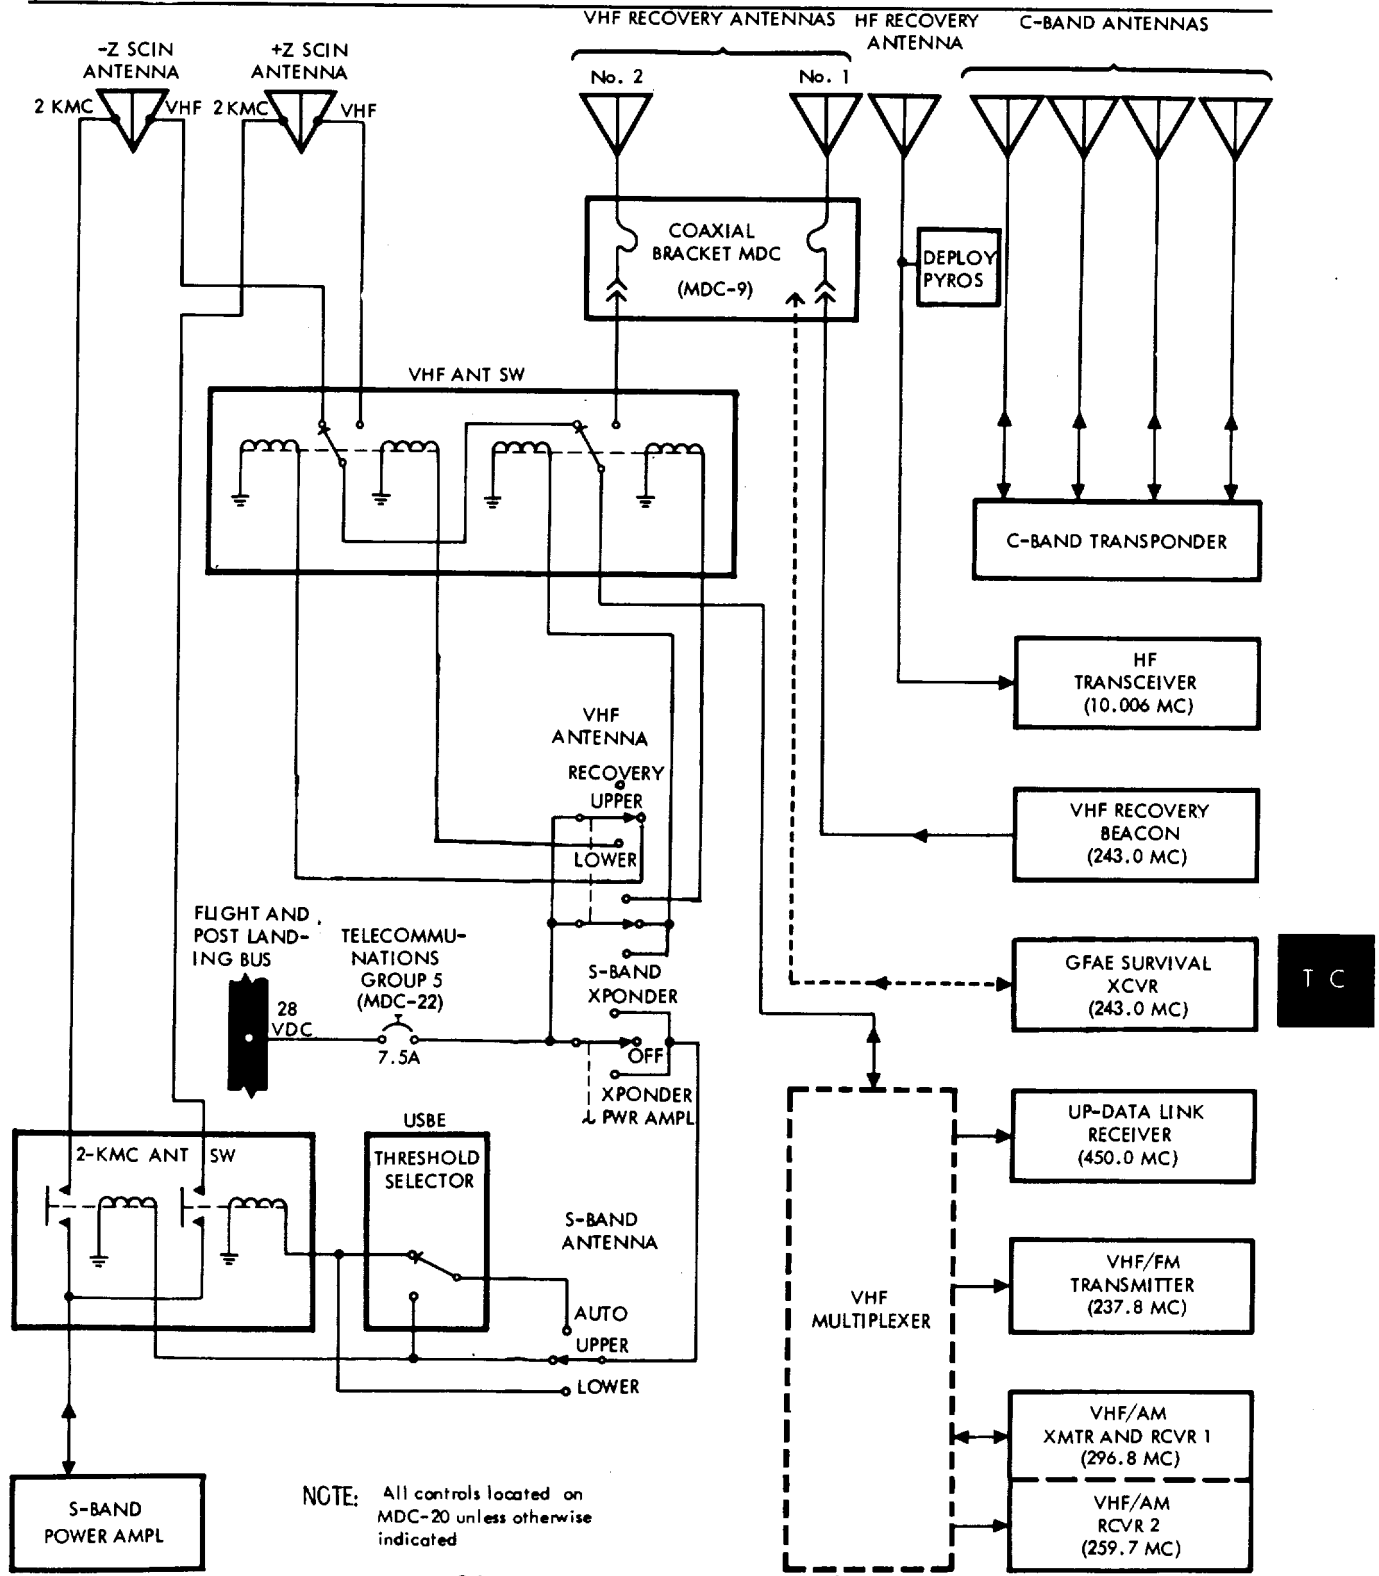 VHF RECOVERY ANTENNAS
HF RECOVERY
ANTENNA
C-BAND ANTENNAS
-Z SCIN
ANTENNA
+Z SCIN
ANTENNA
No. 2
No. 1
2 KMC
VHF
2 KMC
VHF
COAXIAL
BRACKET MDC
(MDC-9)
DEPLOY
PYROS
VHF ANT SW
C-BAND TRANSPONDER
HF
TRANSCEIVER
(10.006 MC)
VHF
ANTENNA
RECOVERY
UPPER
LOWER
VHF RECOVERY
BEACON
(243.0 MC)
FLIGHT AND
POST LAND-
ING BUS
TELECOMMU-
NATIONS
GROUP 5
(MDC-22)
28
VDC
7.5A
S-BAND
XPONDER
OFF
XPONDER
PWR AMPL
GFAE SURVIVAL
XCVR
(243.0 MC)
T C
UP-DATA LINK
RECEIVER
(450.0 MC)
2-KMC ANT SW
USBE
THRESHOLD
SELECTOR
S-BAND
ANTENNA
AUTO
UPPER
LOWER
VHF
MULTIPLEXER
VHF/FM
TRANSMITTER
(237.8 MC)
VHF/AM
XMTR AND RCVR 1
(296.8 MC)
VHF/AM
RCVR 2
(259.7 MC)
S-BAND
POWER AMPL
NOTE: All controls located on
MDC-20 unless otherwise
indicated